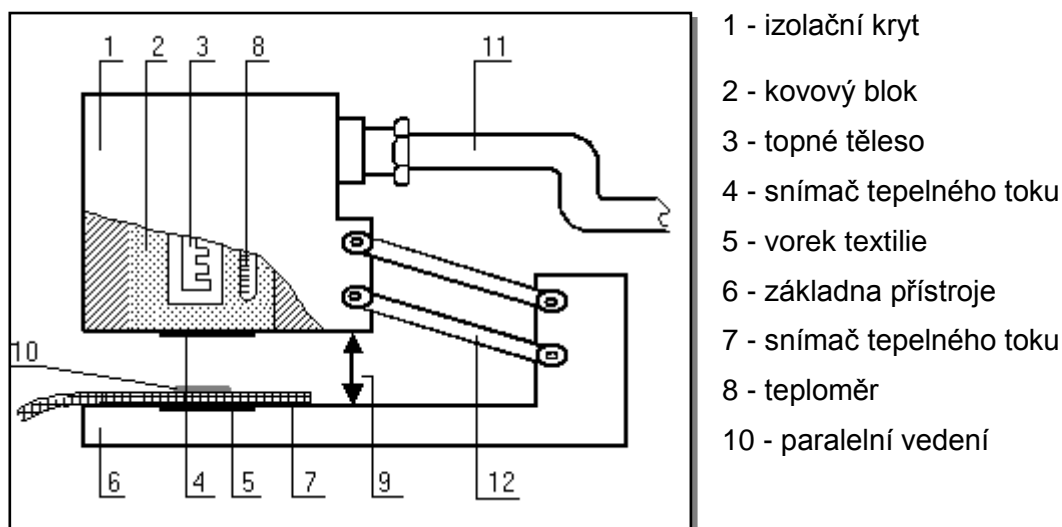 1 2 3 8 11
10
6 4 5 7 9 12
1 - izolační kryt
2 - kovový blok
3 - topné těleso
4 - snímač tepelného toku
5 - vorek textilie
6 - základna přístroje
7 - snímač tepelného toku
8 - teploměr
10 - paralelní vedení